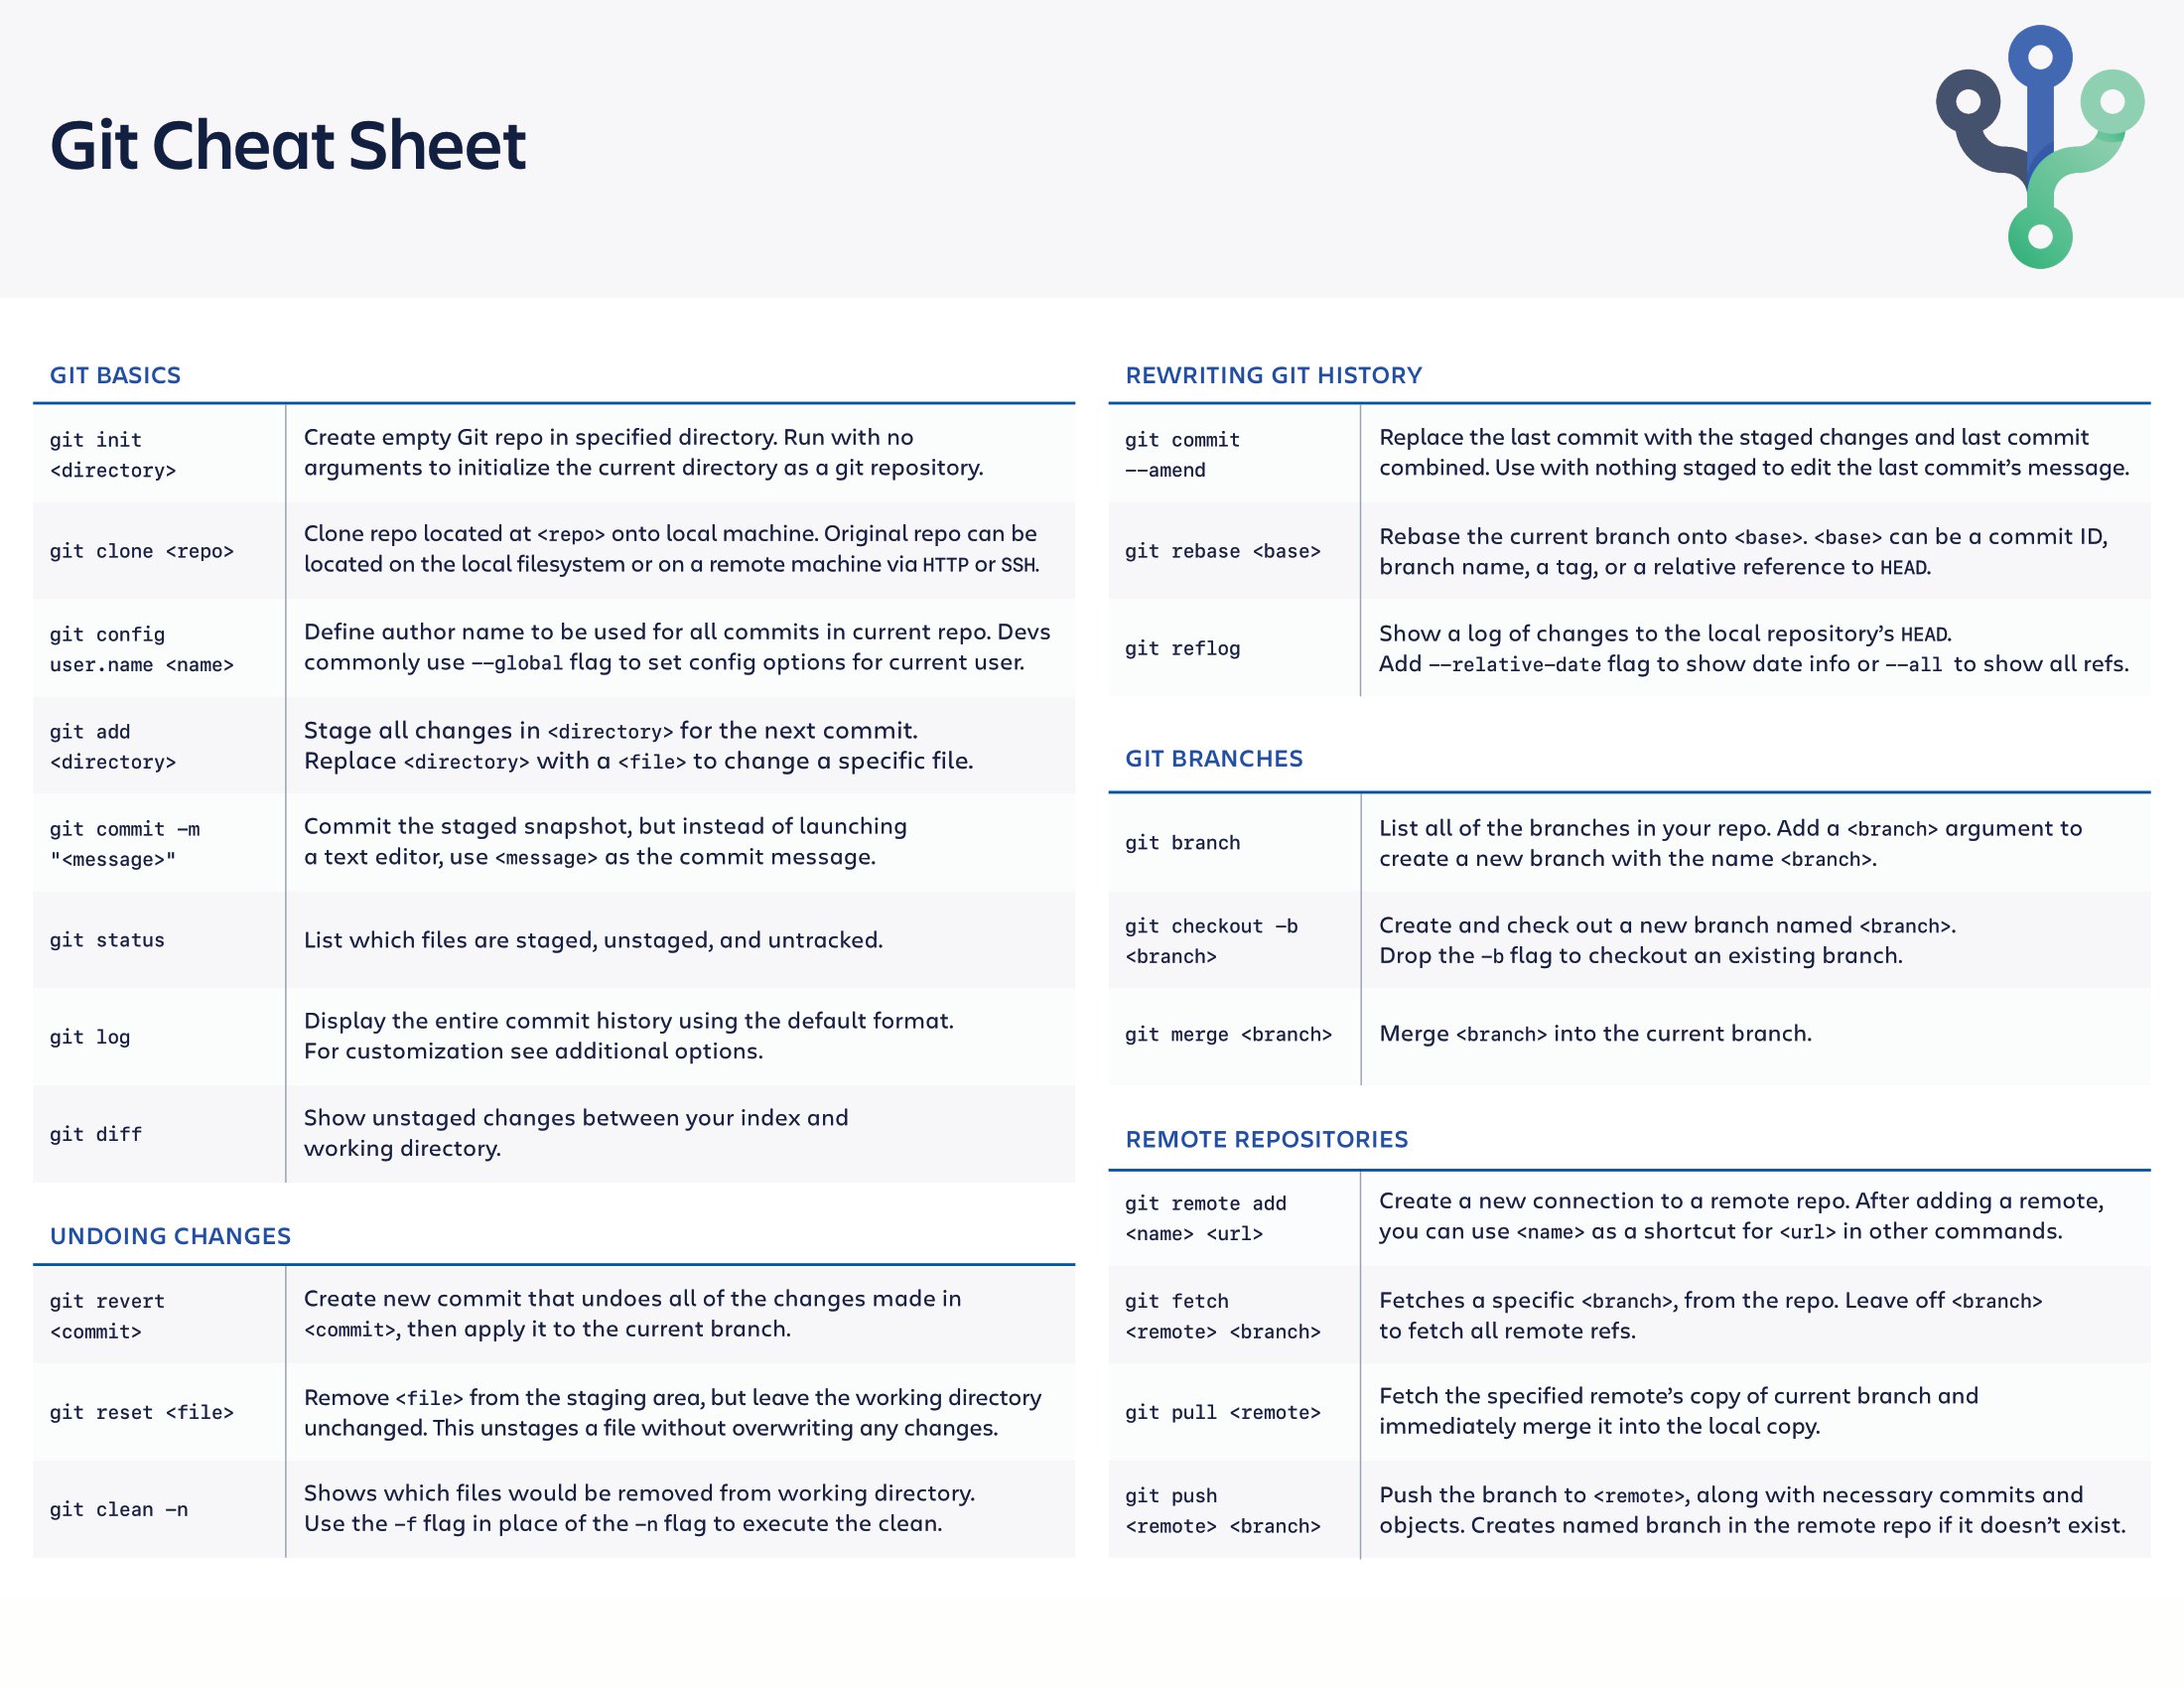 Git Cheat Sheet
GIT BASICS
git init
<directory>
Create empty Git repo in specified directory. Run with no
arguments to initialize the current directory as a git repository.
git clone <repo>
Clone repo located at <repo> onto local machine. Original repo can be
located on the local filesystem or on a remote machine via HTTP or SSH.
git config
user.name <name>
Define author name to be used for all commits in current repo. Devs
commonly use --global flag to set config options for current user.
git add
<directory>
Stage all changes in <directory> for the next commit.
Replace <directory> with a <file> to change a specific file.
git commit -m
"<message>"
Commit the staged snapshot, but instead of launching
a text editor, use <message> as the commit message.
git status
List which files are staged, unstaged, and untracked.
git log
Display the entire commit history using the default format.
For customization see additional options.
git diff
Show unstaged changes between your index and
working directory.
UNDOING CHANGES
git revert
<commit>
Create new commit that undoes all of the changes made in
<commit>, then apply it to the current branch.
git reset <file>
Remove <file> from the staging area, but leave the working directory
unchanged. This unstages a file without overwriting any changes.
git clean -n
Shows which files would be removed from working directory.
Use the -f flag in place of the -n flag to execute the clean.
REWRITING GIT HISTORY
git commit
--amend
Replace the last commit with the staged changes and last commit
combined. Use with nothing staged to edit the last commit’s message.
git rebase <base>
Rebase the current branch onto <base>. <base> can be a commit ID,
branch name, a tag, or a relative reference to HEAD.
git reflog
Show a log of changes to the local repository’s HEAD.
Add --relative-date flag to show date info or --all to show all refs.
GIT BRANCHES
git branch
List all of the branches in your repo. Add a <branch> argument to
create a new branch with the name <branch>.
git checkout -b
<branch>
Create and check out a new branch named <branch>.
Drop the -b flag to checkout an existing branch.
git merge <branch>
Merge <branch> into the current branch.
REMOTE REPOSITORIES
git remote add
<name> <url>
Create a new connection to a remote repo. After adding a remote,
you can use <name> as a shortcut for <url> in other commands.
git fetch
<remote> <branch>
Fetches a specific <branch>, from the repo. Leave off <branch>
to fetch all remote refs.
git pull <remote>
Fetch the specified remote’s copy of current branch and
immediately merge it into the local copy.
git push
<remote> <branch>
Push the branch to <remote>, along with necessary commits and
objects. Creates named branch in the remote repo if it doesn’t exist.